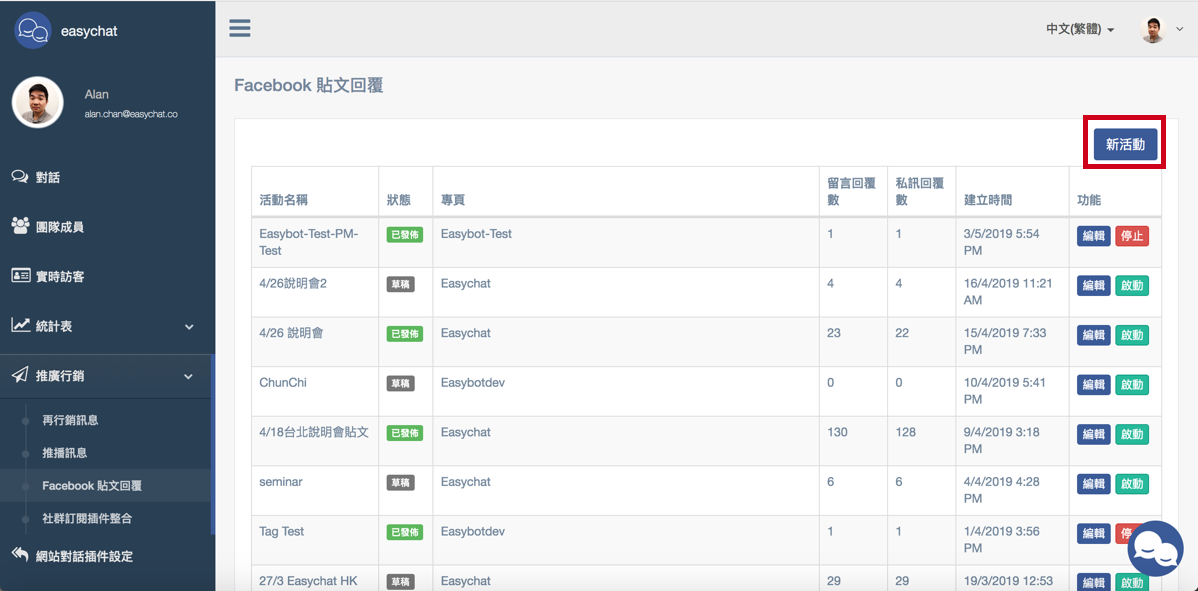 easychat
中文(繁體)
Alan
alan.chan@easychat.co
對話
團隊成員
實時訪客
統計表
推廣行銷
再行銷訊息
推播訊息
Facebook 貼文回覆
社群訂閱插件整合
網站對話插件設定
Facebook 貼文回覆
新活動
活動名稱 狀態 專頁 留言回覆 私訊回覆 建立時間 功能
數 數
Easybot-Test-PM- 已發佈 Easybot-Test 1 1 3/5/2019 5:54 編輯 停止
Test PM
4/26說明會2 草稿 Easychat 4 4 16/4/2019 11:21 編輯 啟動
AM
4/26 說明會 已發佈 Easychat 23 22 15/4/2019 7:33 編輯 啟動
PM
ChunChi 草稿 Easybotdev 0 0 10/4/2019 5:41 編輯 啟動
PM
4/18台北說明會貼文 已發佈 Easychat 130 128 9/4/2019 3:18 編輯 啟動
PM
seminar 草稿 Easychat 6 6 4/4/2019 4:28 編輯 啟動
PM
Tag Test 已發佈 Easybotdev 1 1 1/4/2019 3:56 編輯 停
PM
27/3 Easychat HK 草稿 Easychat 29 29 19/3/2019 12:53 編輯 啟動